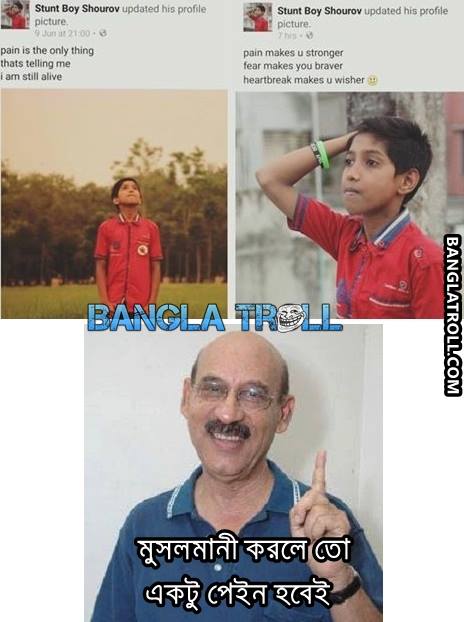 Stunt Boy Shourov updated his profile
picture.
9 Jun at 21:00 •
pain is the only thing
thats telling me
i am still alive
Stunt Boy Shourov updated his profile
picture.
7 hrs •
pain makes u stronger
fear makes you braver
heartbreak makes u wisher 🙂
BANGLA TROLL
BANGLATROLL.COM
মুসলমানী করলে তো
একটু পেইন হবেই